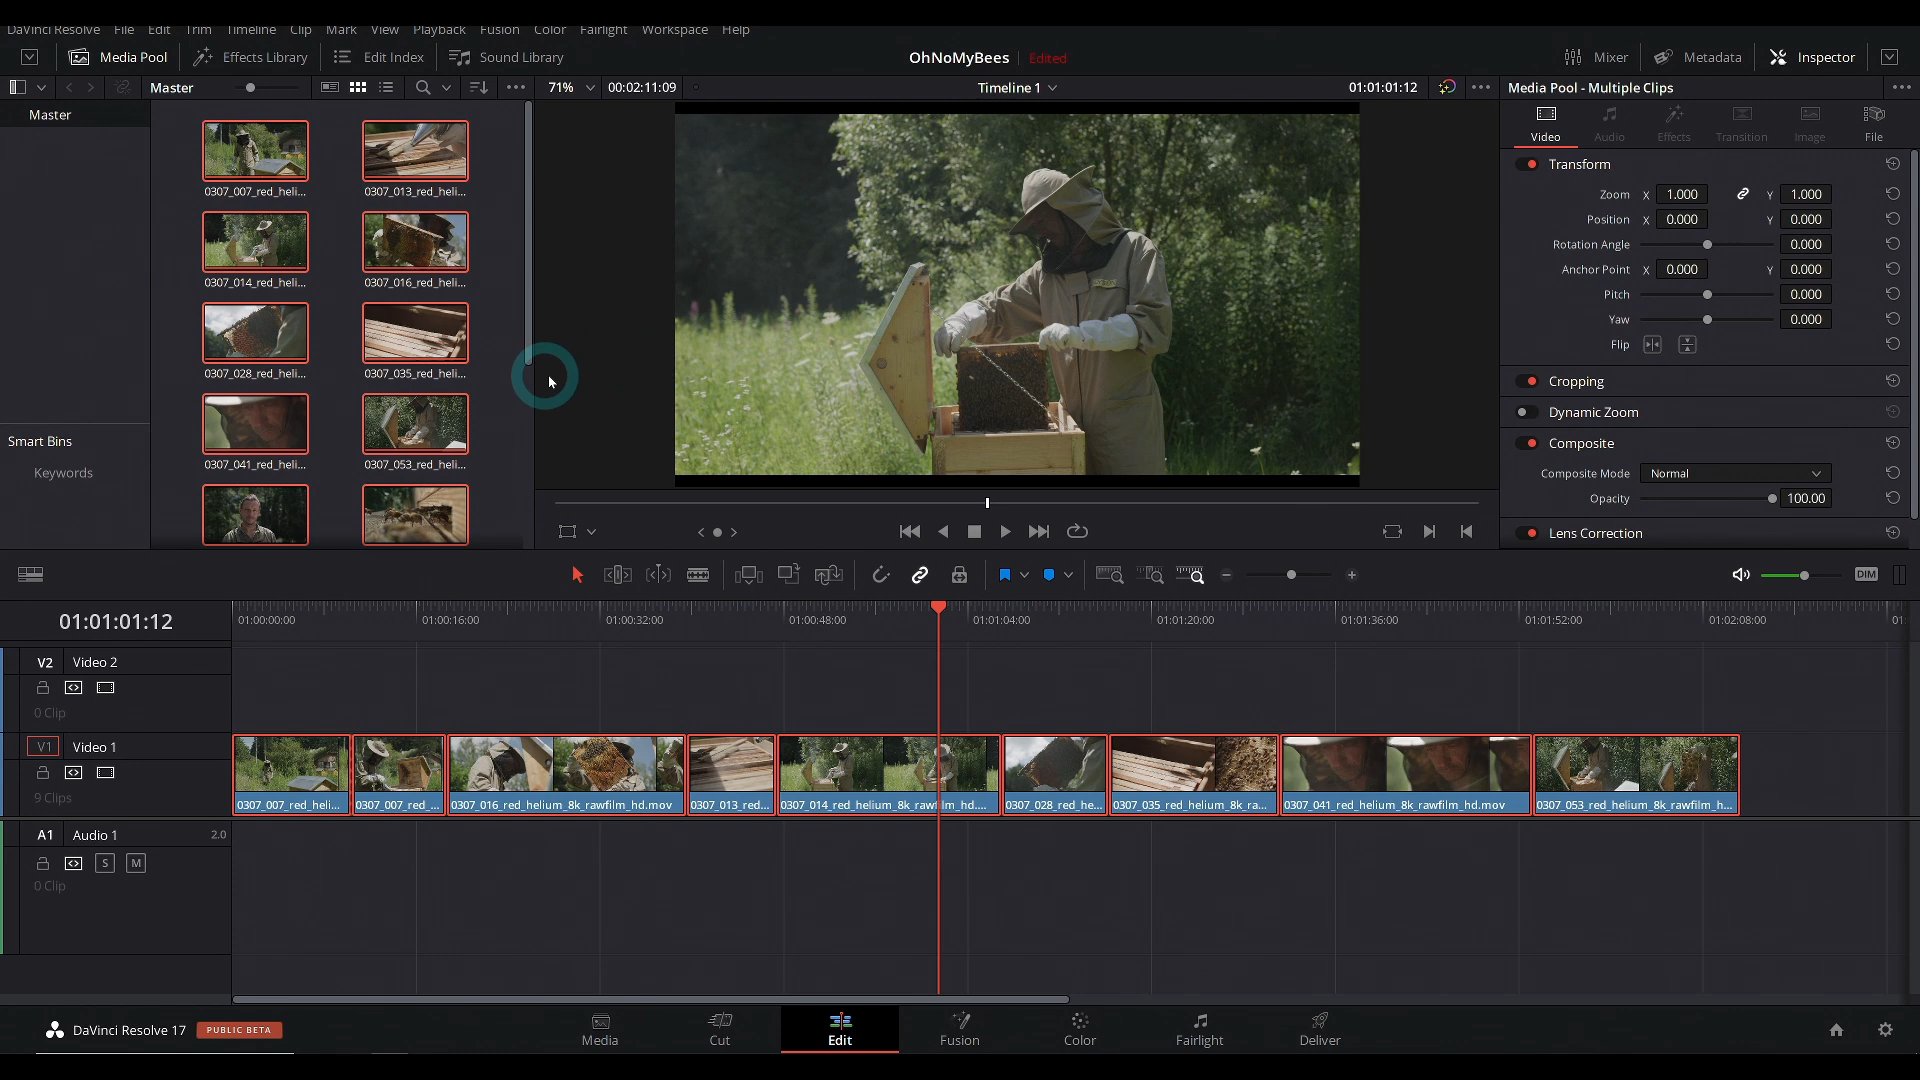 DaVinci Resolve File Edit Trim Timeline Clip Mark View Playback Fusion Color Fairlight Workspace Help
Media Pool Effects Library Edit Index Sound Library OhNoMyBees Edited Mixer Metadata Inspector
Master 71% 00:02:11:09 Timeline 1 01:01:01:12 Media Pool - Multiple Clips
Master
Video Audio Effects Transition Image File
Transform
0307_007_red_heli... 0307_013_red_heli...
Zoom X 1.000 Y 1.000
Position X 0.000 Y 0.000
Rotation Angle 0.000
Anchor Point X 0.000 Y 0.000
0307_014_red_heli... 0307_016_red_heli...
Pitch 0.000
Yaw 0.000
Flip
0307_028_red_heli... 0307_035_red_heli...
Cropping
Dynamic Zoom
Smart Bins
Composite
0307_041_red_heli... 0307_053_red_heli...
Keywords
Composite Mode Normal
Opacity 100.00
Lens Correction
DIM
01:01:01:12
01:00:00:00 01:00:16:00 01:00:32:00 01:00:48:00 01:01:04:00 01:01:20:00 01:01:36:00 01:01:52:00 01:02:08:00 01:
V2 Video 2
0 Clip
V1 Video 1
9 Clips
0307_007_red_heli... 0307_007_red_... 0307_016_red_helium_8k_rawfilm_hd.mov 0307_013_red... 0307_014_red_helium_8k_rawfilm_hd.... 0307_028_red_he... 0307_035_red_helium_8k_ra... 0307_041_red_helium_8k_rawfilm_hd.mov 0307_053_red_helium_8k_rawfilm_h...
A1 Audio 1 2.0
S M
0 Clip
DaVinci Resolve 17 PUBLIC BETA
Media Cut Edit Fusion Color Fairlight Deliver